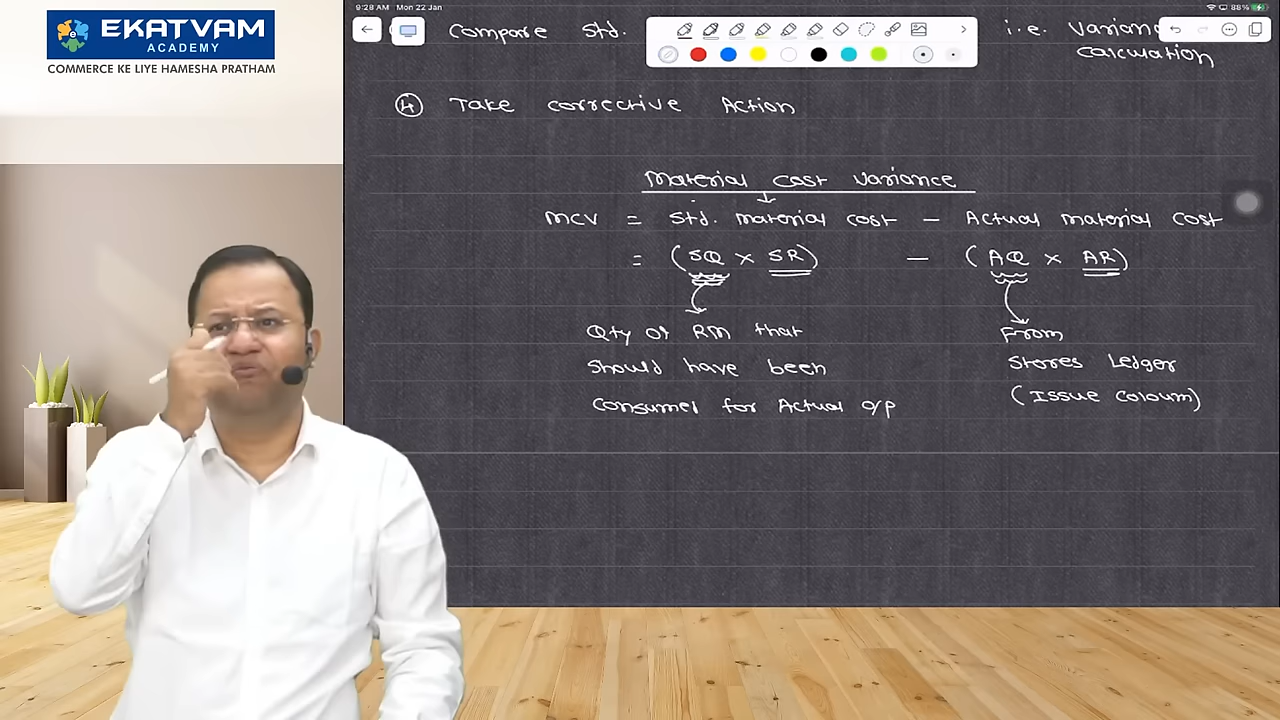 EKATVAM
ACADEMY
COMMERCE KE LIYE HAMESHA PRATHAM
9:28 AM Mon 22 Jan
88%
Compare Std. i.e.
Calculation
④ Take corrective Action
Material Cost Variance
MCV = Std. Material Cost – Actual Material Cost
= (SQ × SR) – (AQ × AR)
Qty of RM that
should have been
consumed for Actual o/p
From
Stores Ledger
(Issue Coloum)